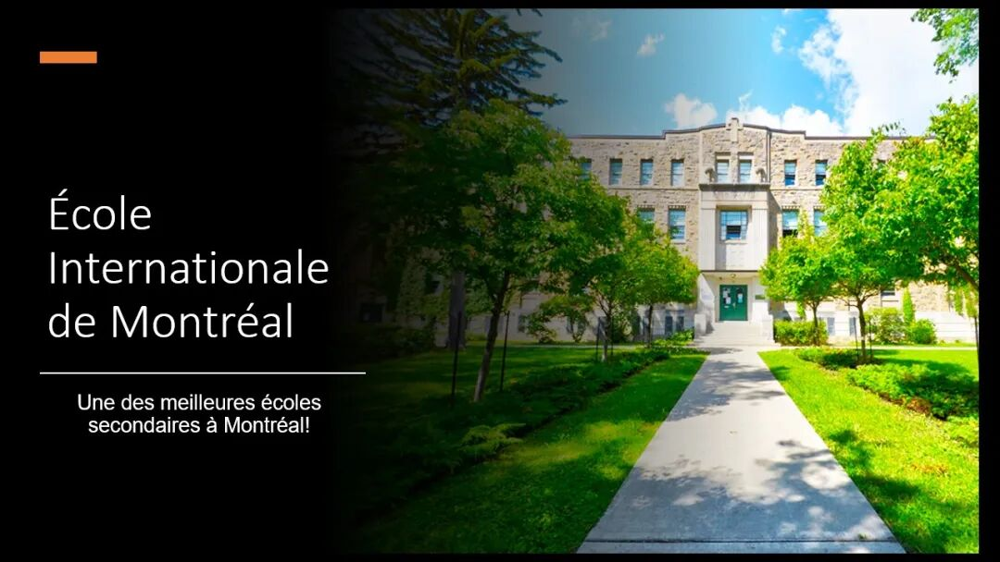 École
Internationale
de Montréal
Une des meilleures écoles
secondaires à Montréal!